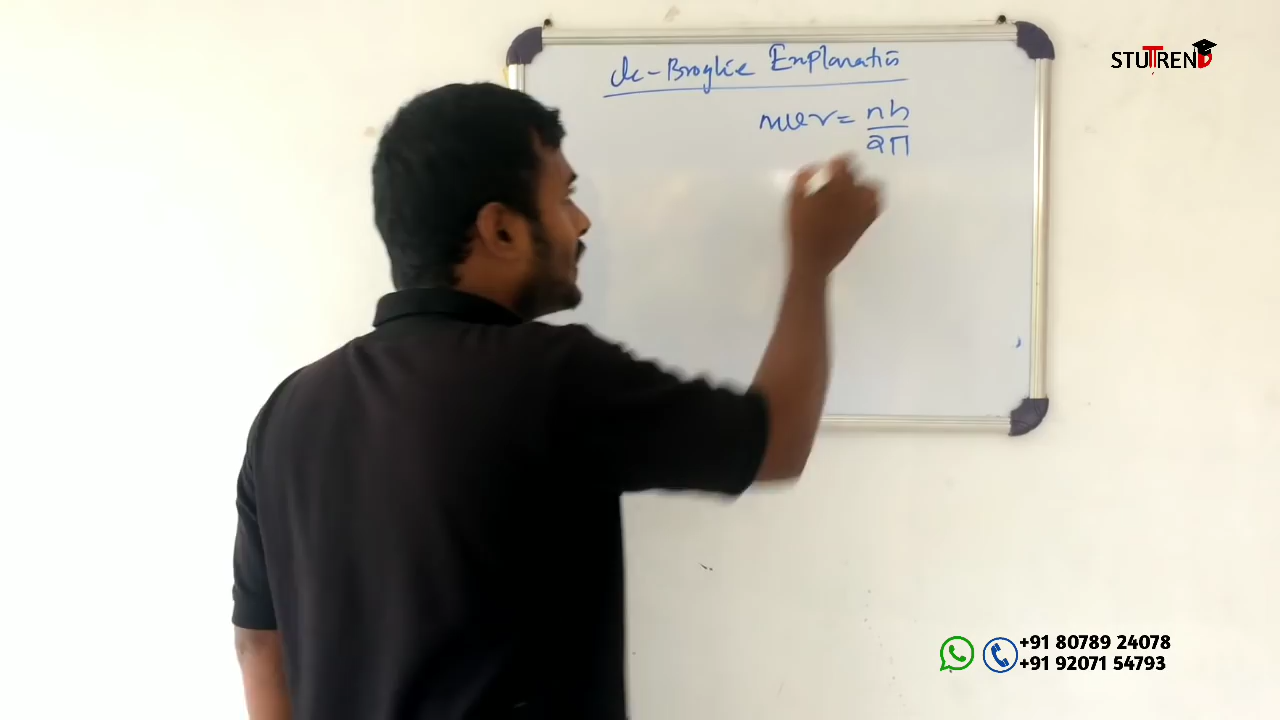 de-Broglie Explanation
mvr = nh
2π
STUTREND
+91 80789 24078
+91 92071 54793